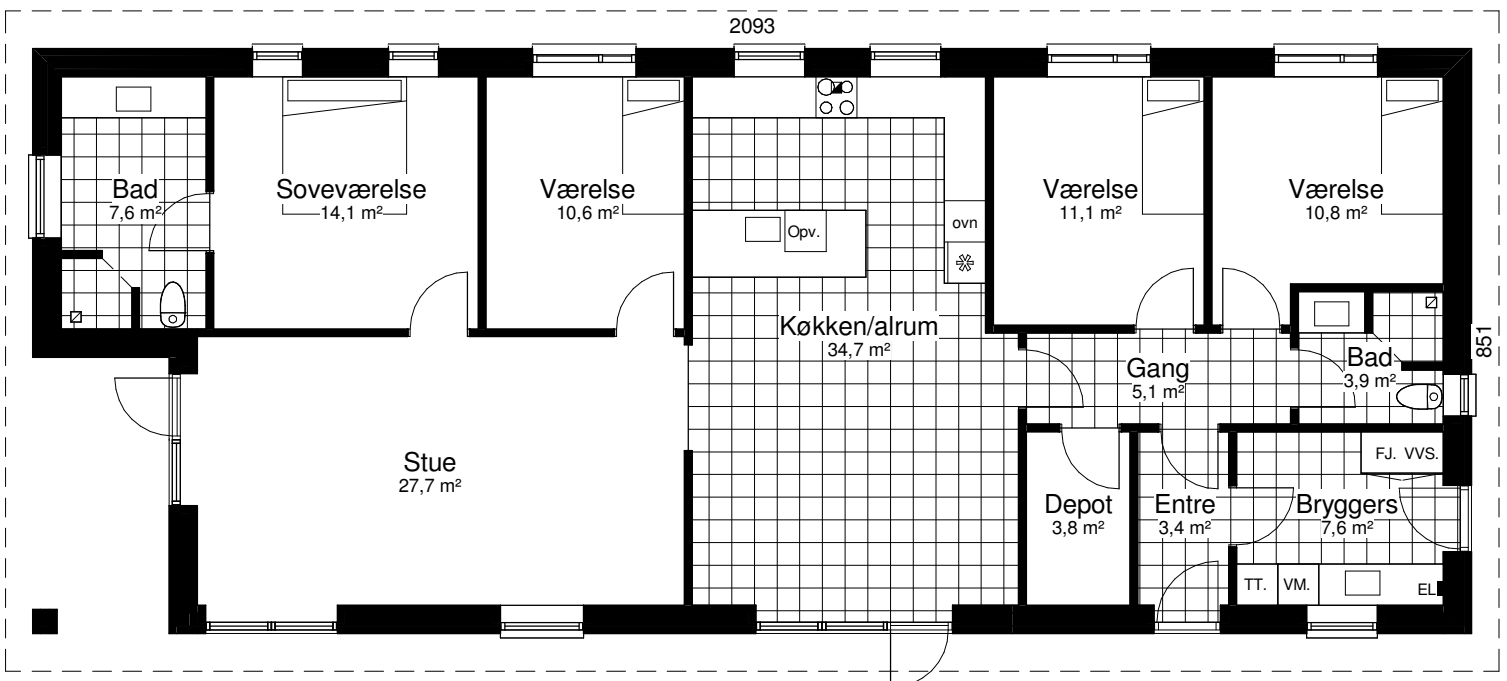 2093
Bad
7,6 m²
Soveværelse
14,1 m²
Værelse
10,6 m²
Opv.
ovn
Køkken/alrum
34,7 m²
Værelse
11,1 m²
Værelse
10,8 m²
Gang
5,1 m²
Bad
3,9 m²
851
Stue
27,7 m²
Depot
3,8 m²
Entre
3,4 m²
FJ. VVS.
Bryggers
7,6 m²
TT.
VM.
EL